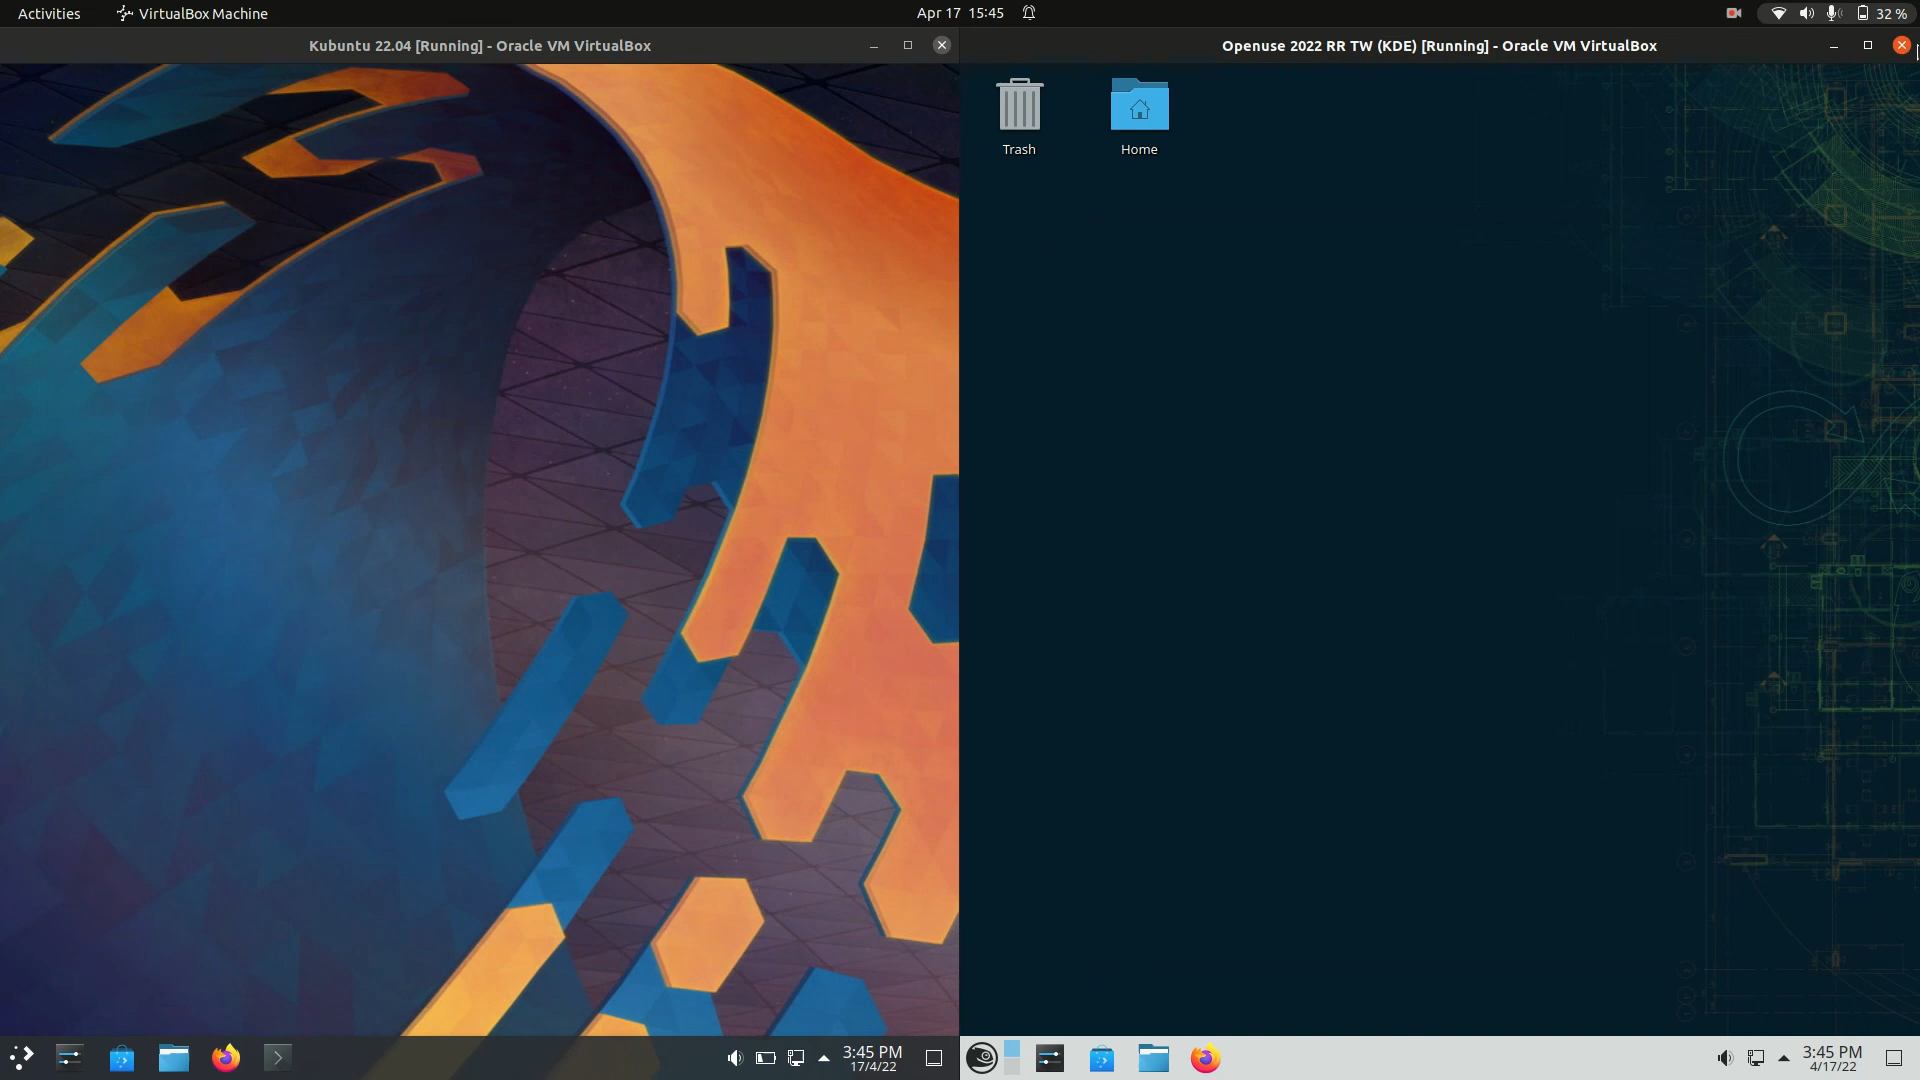 Activities
VirtualBox Machine
Apr 17 15:45
32 %
Kubuntu 22.04 [Running] - Oracle VM VirtualBox
Openuse 2022 RR TW (KDE) [Running] - Oracle VM VirtualBox
Trash
Home
3:45 PM
17/4/22
3:45 PM
4/17/22